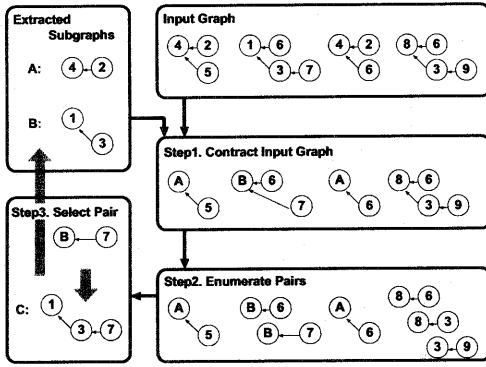 Extracted
Subgraphs
A: 4 2
B: 1
3
Input Graph
4 2 1 6 4 2 8 6
5 3 7 6 3 9
Step1. Contract Input Graph
A B 6 A 8 6
5 7 6 3 9
Step2. Enumerate Pairs
A B 6 A 8 6
5 B 7 6 8 3
3 9
Step3. Select Pair
B 7
C: 1
3 7